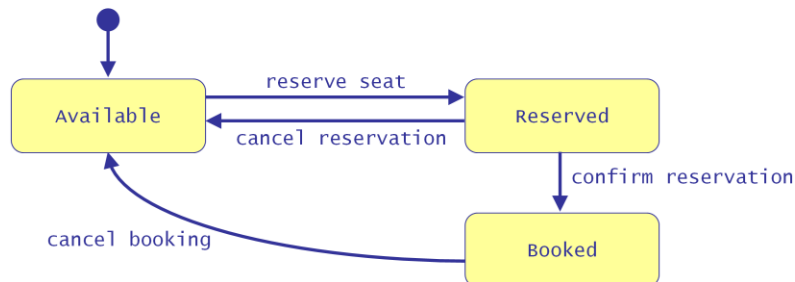 reserve seat
Available
Reserved
cancel reservation
confirm reservation
cancel booking
Booked